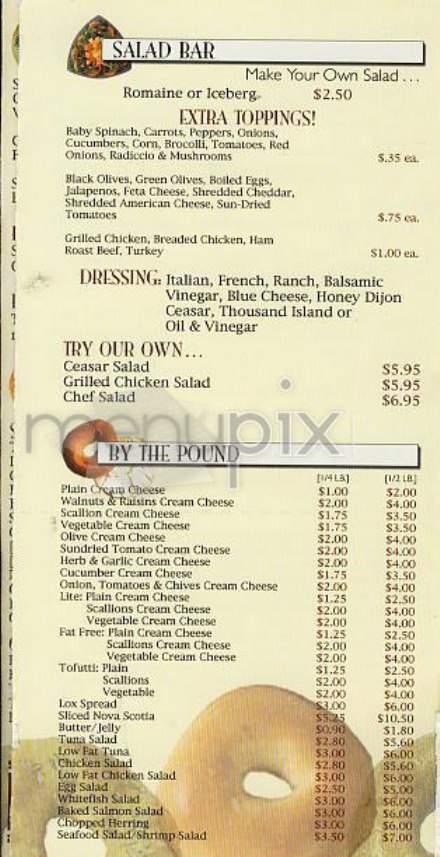 SALAD BAR
Make Your Own Salad ...
Romaine or Iceberg. $2.50
EXTRA TOPPINGS!
Baby Spinach, Carrots, Peppers, Onions,
Cucumbers, Corn, Brocolli, Tomatoes, Red
Onions, Radiccio & Mushrooms $.35 ea.
Black Olives, Green Olives, Boiled Eggs,
Jalapenos, Feta Cheese, Shredded Cheddar,
Shredded American Cheese, Sun-Dried
Tomatoes $.75 ea.
Grilled Chicken, Breaded Chicken, Ham
Roast Beef, Turkey $1.00 ea.
DRESSING: Italian, French, Ranch, Balsamic
Vinegar, Blue Cheese, Honey Dijon
Ceasar, Thousand Island or
Oil & Vinegar
TRY OUR OWN...
Ceasar Salad $5.95
Grilled Chicken Salad $5.95
Chef Salad $6.95
menupix
BY THE POUND
[1/4 LB.] [1/2 LB.]
Plain Cream Cheese $1.00 $2.00
Walnuts & Raisins Cream Cheese $2.00 $4.00
Scallion Cream Cheese $1.75 $3.50
Vegetable Cream Cheese $1.75 $3.50
Olive Cream Cheese $2.00 $4.00
Sundried Tomato Cream Cheese $2.00 $4.00
Herb & Garlic Cream Cheese $2.00 $4.00
Cucumber Cream Cheese $1.75 $3.50
Onion, Tomatoes & Chives Cream Cheese $2.00 $4.00
Lite: Plain Cream Cheese $1.25 $2.50
Scallions Cream Cheese $2.00 $4.00
Vegetable Cream Cheese $2.00 $4.00
Fat Free: Plain Cream Cheese $1.25 $2.50
Scallions Cream Cheese $2.00 $4.00
Vegetable Cream Cheese $2.00 $4.00
Tofutti: Plain $1.25 $2.50
Scallions $2.00 $4.00
Vegetable $2.00 $4.00
Lox Spread $3.00 $6.00
Sliced Nova Scotia $5.25 $10.50
Butter/Jelly $0.90 $1.80
Tuna Salad $2.80 $5.60
Low Fat Tuna $3.00 $6.00
Chicken Salad $2.80 $5.60
Low Fat Chicken Salad $3.00 $6.00
Egg Salad $2.50 $5.00
Whitefish Salad $3.00 $6.00
Baked Salmon Salad $3.00 $6.00
Chopped Herring $3.00 $6.00
Seafood Salad/Shrimp Salad $3.50 $7.00